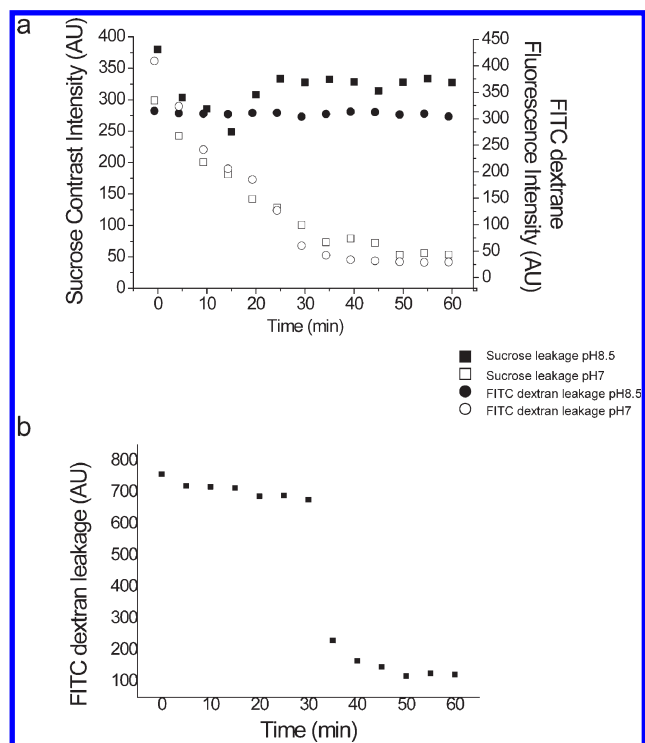 a
Sucrose Contrast Intensity (AU)
400
350
300
250
200
150
100
50
0
0 10 20 30 40 50 60
Time (min)
450
400
350
300
250
200
150
100
50
0
FITC dextrane
Fluorescence Intensity (AU)
Sucrose leakage pH8.5
Sucrose leakage pH7
FITC dextran leakage pH8.5
FITC dextran leakage pH7
b
FITC dextran leakage (AU)
800
700
600
500
400
300
200
100
0 10 20 30 40 50 60
Time (min)